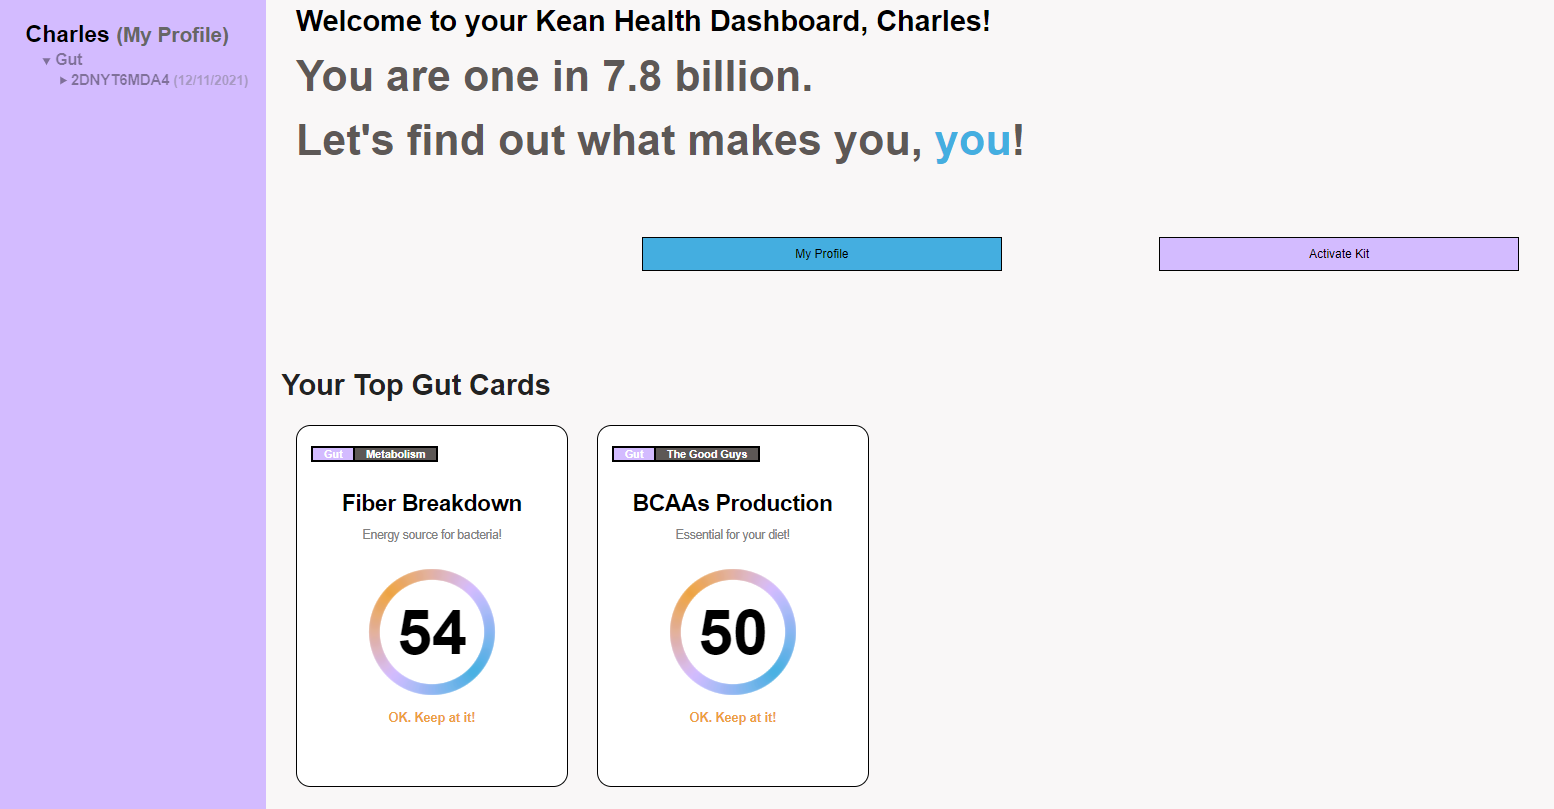 Charles (My Profile)
▾ Gut
▸ 2DNYT6MDA4 (12/11/2021)
Welcome to your Kean Health Dashboard, Charles!
You are one in 7.8 billion.
Let's find out what makes you, you!
My Profile
Activate Kit
Your Top Gut Cards
Gut Metabolism
Fiber Breakdown
Energy source for bacteria!
54
OK. Keep at it!
Gut The Good Guys
BCAAs Production
Essential for your diet!
50
OK. Keep at it!